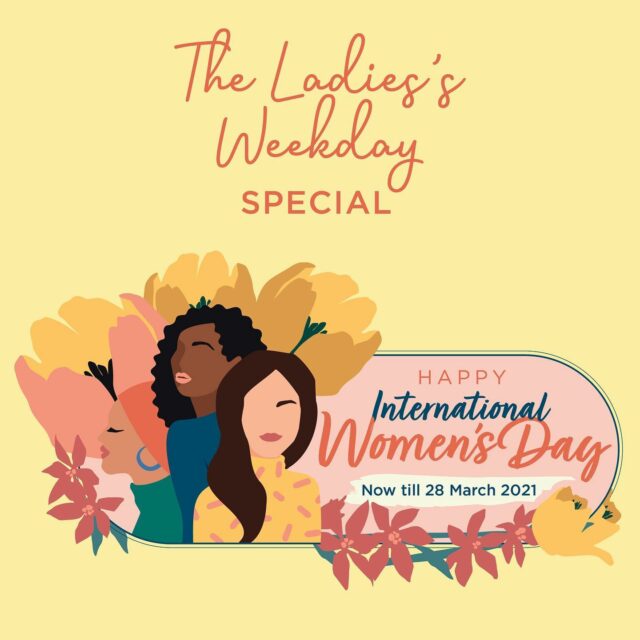 The Ladies's
Weekday
SPECIAL
HAPPY
International
Women's Day
Now till 28 March 2021